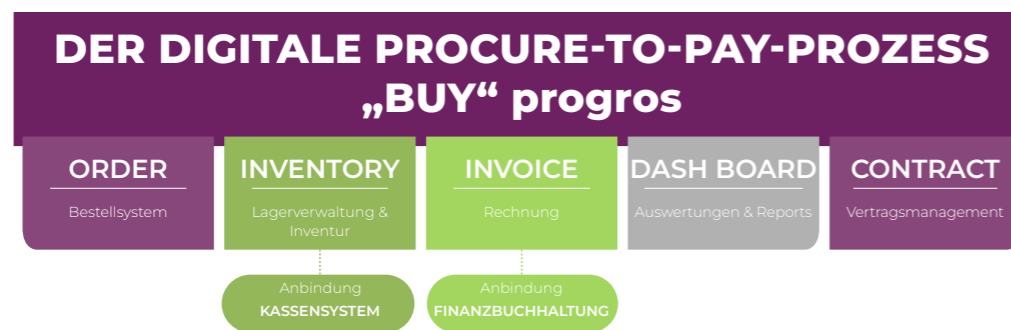 DER DIGITALE PROCURE-TO-PAY-PROZESS
„BUY“ progros
ORDER
Bestellsystem
INVENTORY
Lagerverwaltung &
Inventur
INVOICE
Rechnung
DASH BOARD
Auswertungen & Reports
CONTRACT
Vertragsmanagement
Anbindung
KASSENSYSTEM
Anbindung
FINANZBUCHHALTUNG